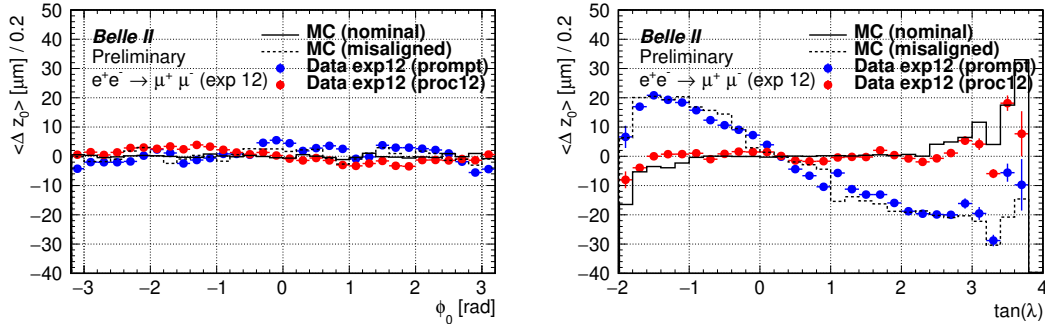 <Δ z₀> [μm] / 0.2
50
40
30
20
10
0
−10
−20
−30
−40
Belle II
Preliminary
e⁺e⁻ → μ⁺ μ⁻ (exp 12)
MC (nominal)
MC (misaligned)
Data exp12 (prompt)
Data exp12 (proc12)
−3 −2 −1 0 1 2 3
ϕ₀ [rad]
<Δ z₀> [μm] / 0.2
50
40
30
20
10
0
−10
−20
−30
−40
Belle II
Preliminary
e⁺e⁻ → μ⁺ μ⁻ (exp 12)
MC (nominal)
MC (misaligned)
Data exp12 (prompt)
Data exp12 (proc12)
−2 −1 0 1 2 3 4
tan(λ)